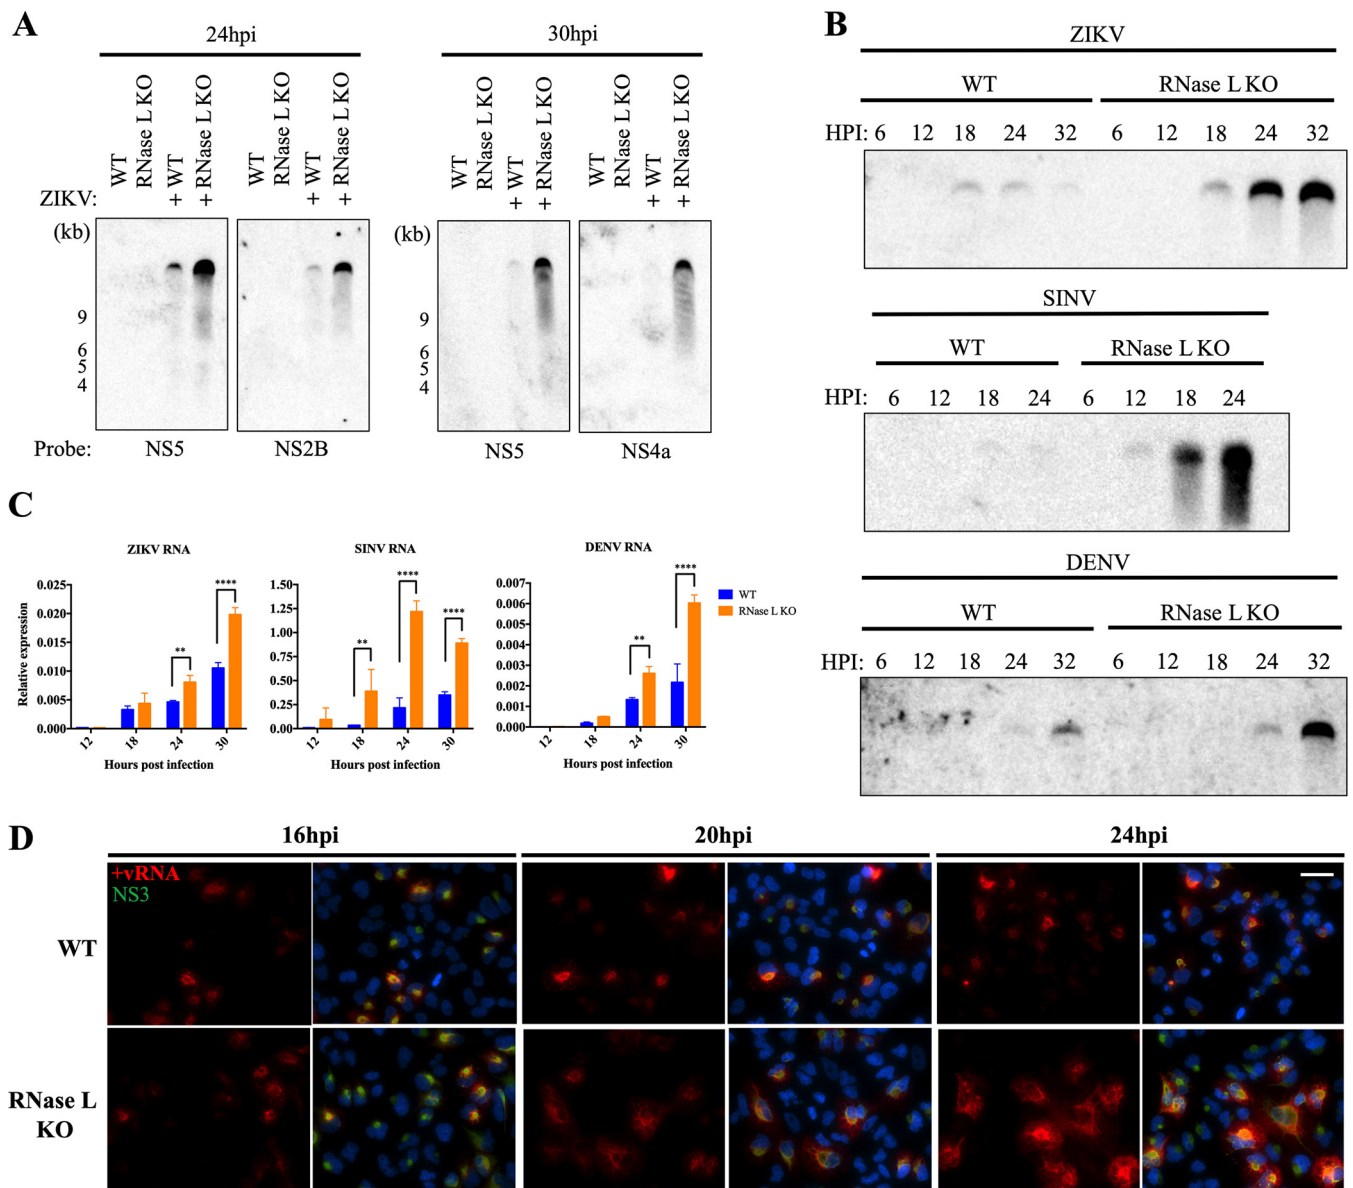 A
24hpi
30hpi
WT
RNase L KO
WT
RNase L KO
WT
RNase L KO
WT
RNase L KO
WT
RNase L KO
WT
RNase L KO
WT
RNase L KO
WT
RNase L KO
ZIKV: + + + + + + + +
(kb) (kb)
9 9
6 6
5 5
4 4
Probe: NS5 NS2B NS5 NS4a
B
ZIKV
WT RNase L KO
HPI: 6 12 18 24 32 6 12 18 24 32
SINV
WT RNase L KO
HPI: 6 12 18 24 6 12 18 24
DENV
WT RNase L KO
HPI: 6 12 18 24 32 6 12 18 24 32
C
ZIKV RNA
Relative expression
0.025
0.020
0.015
0.010
0.005
0.000
** ****
12 18 24 30
Hours post infection
SINV RNA
1.50
1.25
1.00
0.75
0.50
0.25
0.00
** **** ****
12 18 24 30
Hours post infection
DENV RNA
0.007
0.006
0.005
0.004
0.003
0.002
0.001
0.000
** ****
12 18 24 30
Hours post infection
WT
RNase L KO
D
16hpi 20hpi 24hpi
+vRNA
NS3
WT
RNase L
KO